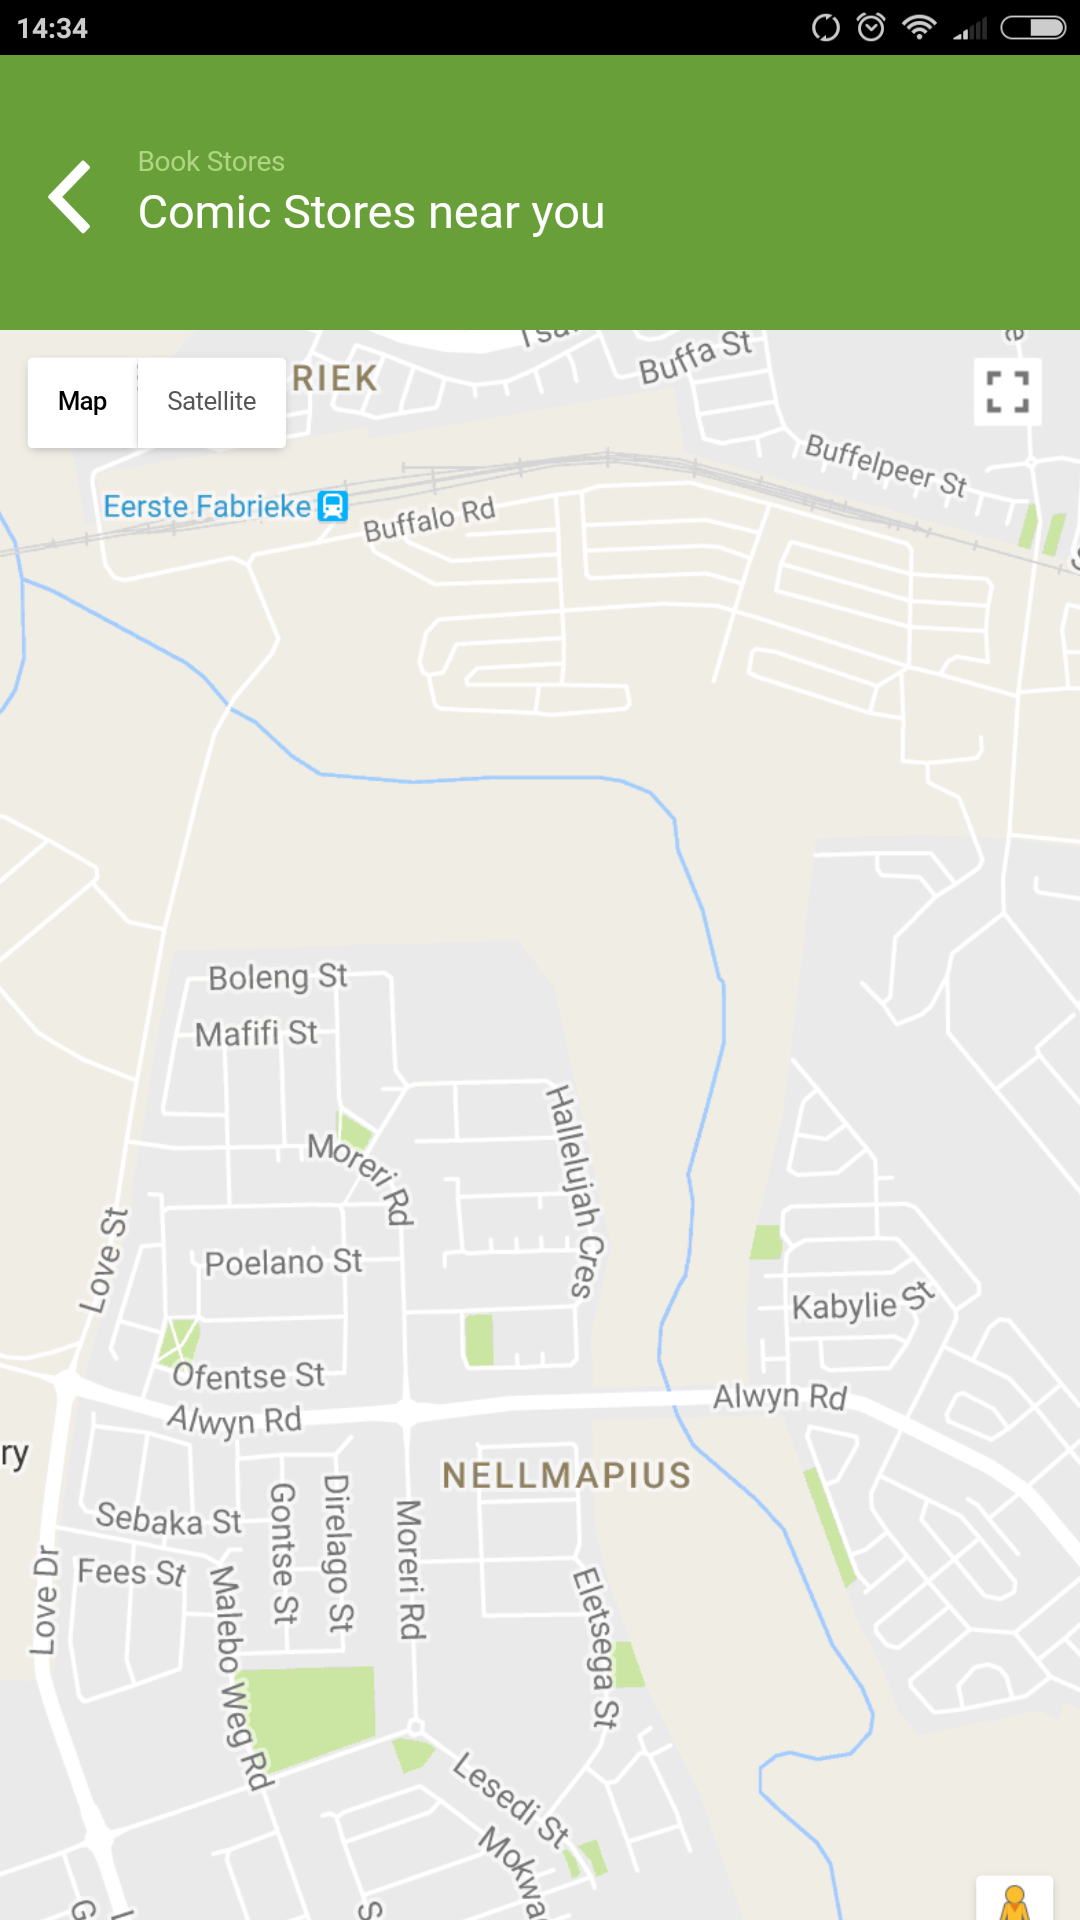 14:34
Book Stores
Comic Stores near you
Map
Satellite
RIEK
Buffa St
Buffelpeer St
Eerste Fabrieke
Buffalo Rd
Boleng St
Mafifi St
Moreri Rd
Hallelujah Cres
Love St
Poelano St
Kabylie St
Ofentse St
Alwyn Rd
Alwyn Rd
ry
NELLMAPIUS
Sebaka St
Gontse St
Direlago St
Moreri Rd
Fees St
Love Dr
Malebo Weg Rd
Eletsega St
Lesedi St
Mokwa